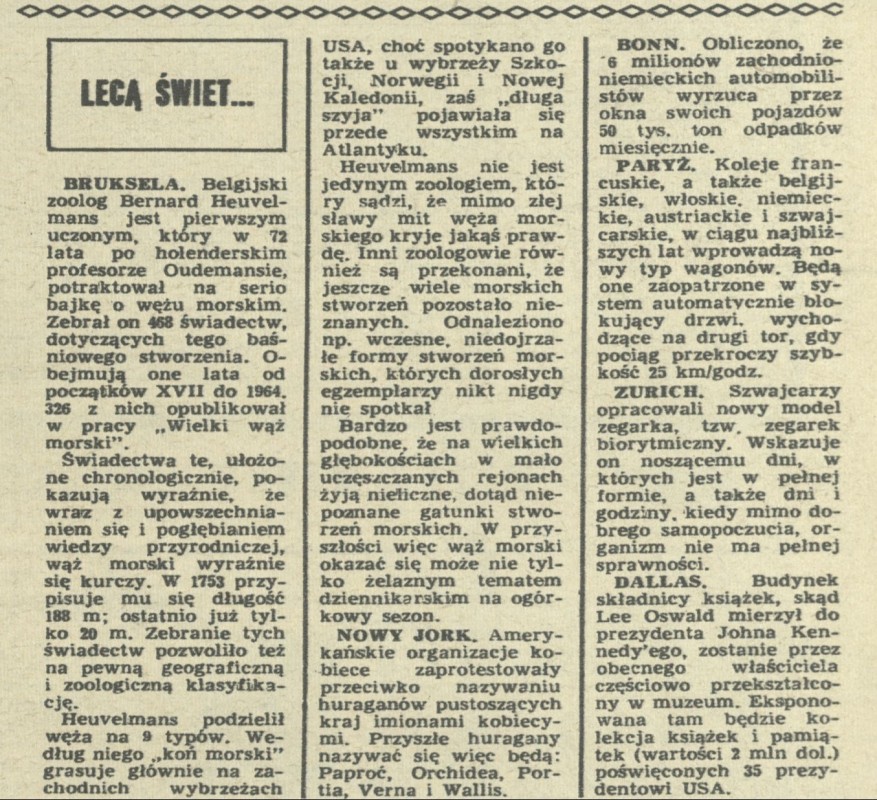 LECĄ ŚWIET...
BRUKSELA. Belgijski
zoolog Bernard Heuvel-
mans jest pierwszym
uczonym, który w 72
lata po holenderskim
profesorze Oudemansie,
potraktował na serio
bajkę o wężu morskim.
Zebrał on 468 świadectw,
dotyczących tego baś-
niowego stworzenia. O-
bejmują one lata od
początków XVII do 1964.
326 z nich opublikował
w pracy „Wielki wąż
morski”.
Świadectwa te, ułożo-
ne chronologicznie, po-
kazują wyraźnie, że
wraz z upowszechnia-
niem się i pogłębianiem
wiedzy przyrodniczej,
wąż morski wyraźnie
się kurczy. W 1753 przy-
pisuje mu się długość
188 m; ostatnio już tyl-
ko 20 m. Zebranie tych
świadectw pozwoliło też
na pewną geograficzną
i zoologiczną klasyfika-
cję.
Heuvelmans podzielił
węża na 9 typów. We-
dług niego „koń morski”
grasuje głównie na za-
chodnich wybrzeżach
USA, choć spotykano go
także u wybrzeży Szko-
cji, Norwegii i Nowej
Kaledonii, zaś „długa
szyja” pojawiała się
przede wszystkim na
Atlantyku.
Heuvelmans nie jest
jedynym zoologiem, któ-
ry sądzi, że mimo złej
sławy mit węża mor-
skiego kryje jakąś praw-
dę. Inni zoologowie rów-
nież są przekonani, że
jeszcze wiele morskich
stworzeń pozostało nie-
znanych. Odnaleziono
np. wczesne, niedojrza-
łe formy stworzeń mor-
skich, których dorosłych
egzemplarzy nikt nigdy
nie spotkał
Bardzo jest prawdo-
podobne, że na wielkich
głębokościach w mało
uczęszczanych rejonach
żyją nieliczne, dotąd nie-
poznane gatunki stwo-
rzeń morskich. W przy-
szłości więc wąż morski
okazać się może nie tyl-
ko żelaznym tematem
dziennikarskim na ogór-
kowy sezon.
NOWY JORK. Amery-
kańskie organizacje ko-
biece zaprotestowały
przeciwko nazywaniu
huraganów pustoszących
kraj imionami kobiecy-
mi. Przyszłe huragany
nazywać się więc będą:
Paproć, Orchidea, Por-
tia, Verna i Wallis.
BONN. Obliczono, że
6 milionów zachodnio-
niemieckich automobili-
stów wyrzuca przez
okna swoich pojazdów
50 tys. ton odpadków
miesięcznie.
PARYŻ. Koleje fran-
cuskie, a także belgij-
skie, włoskie, niemiec-
kie, austriackie i szwaj-
carskie, w ciągu najbliż-
szych lat wprowadzą no-
wy typ wagonów. Będą
one zaopatrzone w sy-
stem automatycznie blo-
kujący drzwi, wycho-
dzące na drugi tor, gdy
pociąg przekroczy szyb-
kość 25 km/godz.
ZURICH. Szwajcarzy
opracowali nowy model
zegarka, tzw. zegarek
biorytmiczny. Wskazuje
on noszącemu dni, w
których jest w pełnej
formie, a także dni i
godziny, kiedy mimo do-
brego samopoczucia, or-
ganizm nie ma pełnej
sprawności.
DALLAS. Budynek
składnicy książek, skąd
Lee Oswald mierzył do
prezydenta Johna Ken-
nedy'ego, zostanie przez
obecnego właściciela
częściowo przekształco-
ny w muzeum. Ekspono-
wana tam będzie ko-
lekcja książek i pamią-
tek (wartości 2 mln dol.)
poświęconych 35 prezy-
dentowi USA.